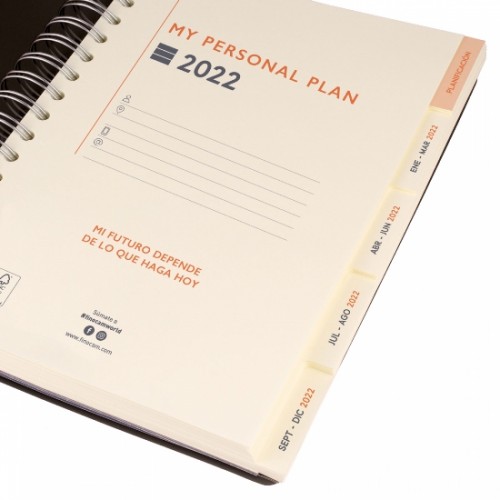 MY PERSONAL PLAN
2022
MI FUTURO DEPENDE
DE LO QUE HAGA HOY
Súmate a
#finocamworld
www.finocam.com
PLANIFICACIÓN
ENE - MAR 2022
ABR - JUN 2022
JUL - AGO 2022
SEPT - DIC 2022